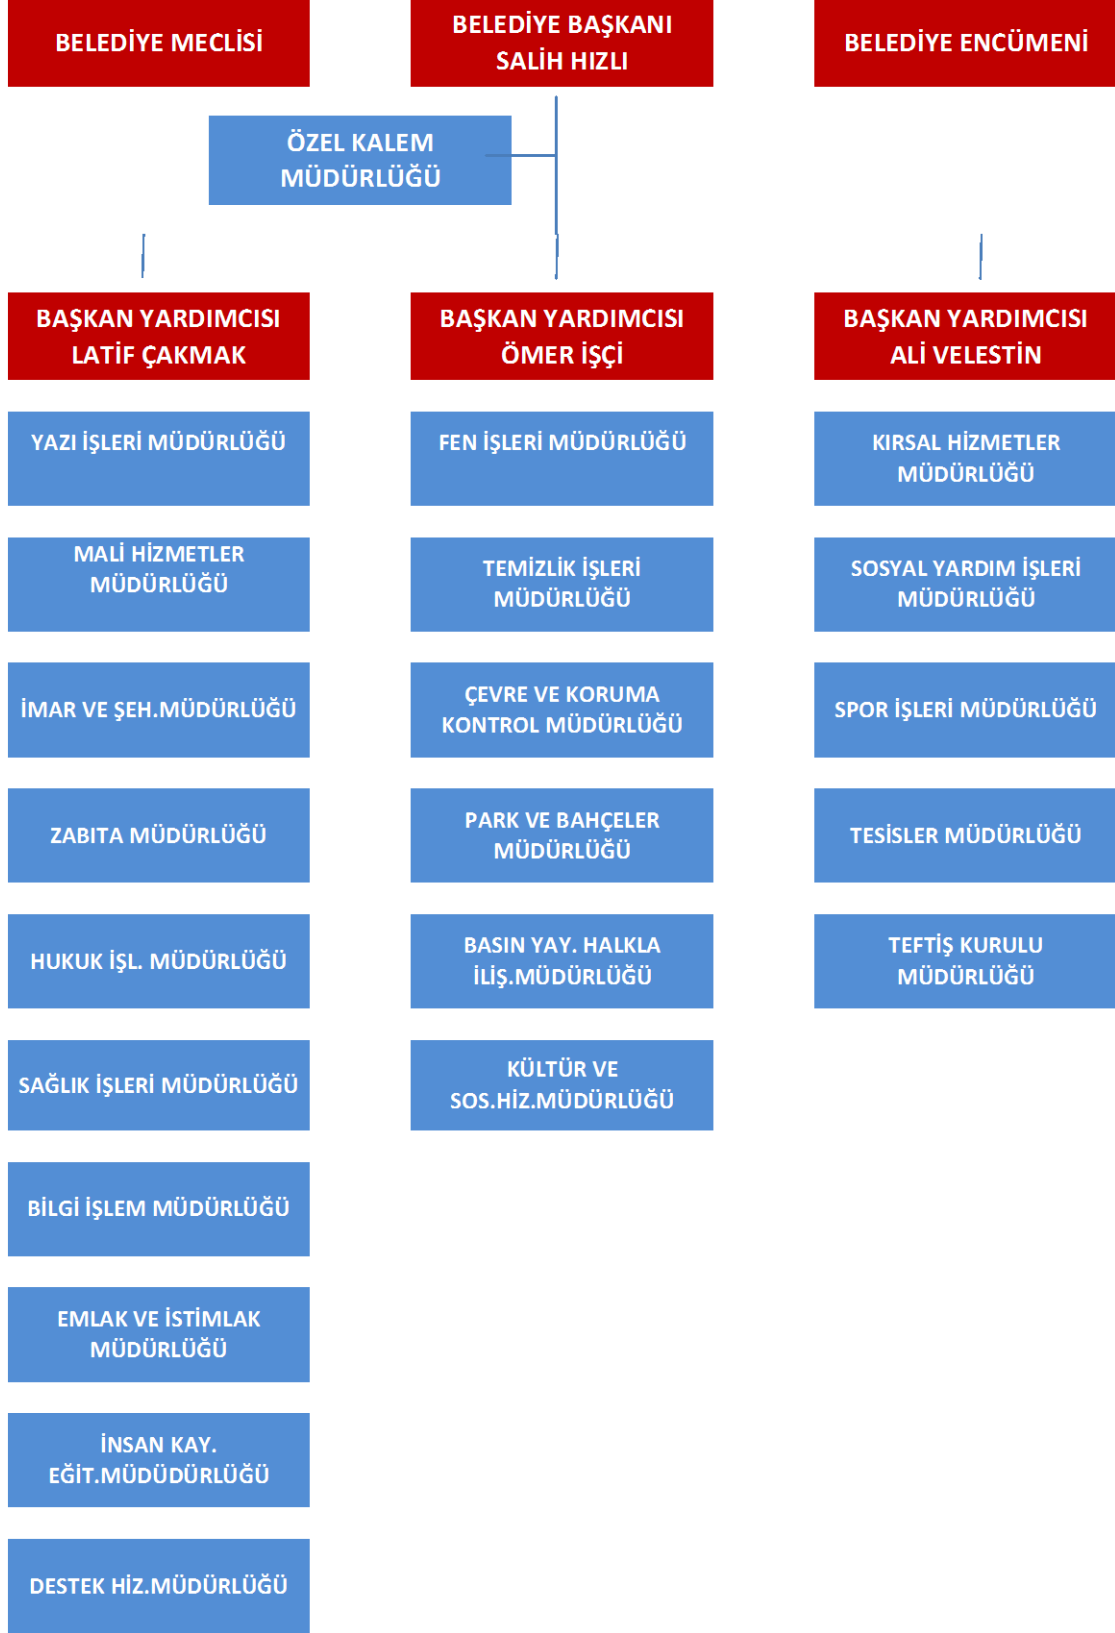 BELEDİYE MECLİSİ
BELEDİYE BAŞKANI
SALİH HIZLI
BELEDİYE ENCÜMENİ
ÖZEL KALEM
MÜDÜRLÜĞÜ
BAŞKAN YARDIMCISI
LATİF ÇAKMAK
BAŞKAN YARDIMCISI
ÖMER İŞÇİ
BAŞKAN YARDIMCISI
ALİ VELESTİN
YAZI İŞLERİ MÜDÜRLÜĞÜ
FEN İŞLERİ MÜDÜRLÜĞÜ
KIRSAL HİZMETLER
MÜDÜRLÜĞÜ
MALİ HİZMETLER
MÜDÜRLÜĞÜ
TEMİZLİK İŞLERİ
MÜDÜRLÜĞÜ
SOSYAL YARDIM İŞLERİ
MÜDÜRLÜĞÜ
İMAR VE ŞEH.MÜDÜRLÜĞÜ
ÇEVRE VE KORUMA
KONTROL MÜDÜRLÜĞÜ
SPOR İŞLERİ MÜDÜRLÜĞÜ
ZABITA MÜDÜRLÜĞÜ
PARK VE BAHÇELER
MÜDÜRLÜĞÜ
TESİSLER MÜDÜRLÜĞÜ
HUKUK İŞL. MÜDÜRLÜĞÜ
BASIN YAY. HALKLA
İLİŞ.MÜDÜRLÜĞÜ
TEFTİŞ KURULU
MÜDÜRLÜĞÜ
SAĞLIK İŞLERİ MÜDÜRLÜĞÜ
KÜLTÜR VE
SOS.HİZ.MÜDÜRLÜĞÜ
BİLGİ İŞLEM MÜDÜRLÜĞÜ
EMLAK VE İSTİMLAK
MÜDÜRLÜĞÜ
İNSAN KAY.
EĞİT.MÜDÜDÜRLÜĞÜ
DESTEK HİZ.MÜDÜRLÜĞÜ